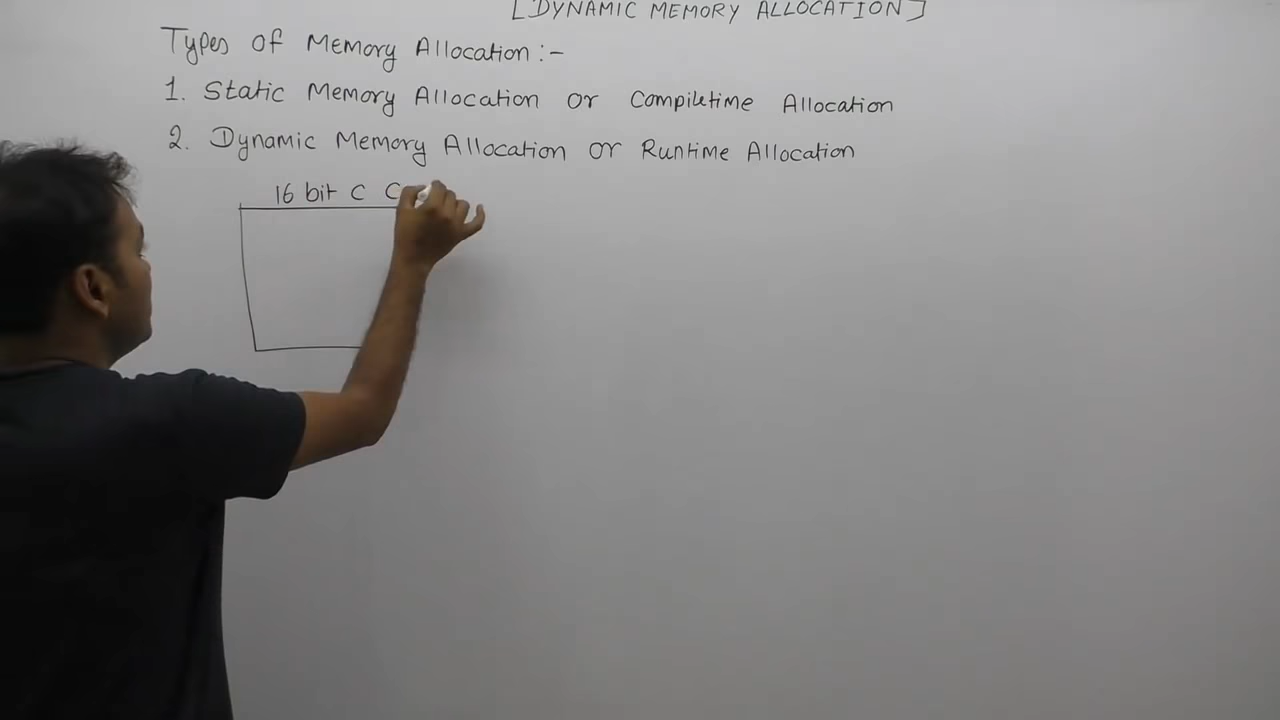 [DYNAMIC MEMORY ALLOCATION]
Types Of Memory Allocation :-
1. Static Memory Allocation Or Compiletime Allocation
2. Dynamic Memory Allocation Or Runtime Allocation
16 bit C C